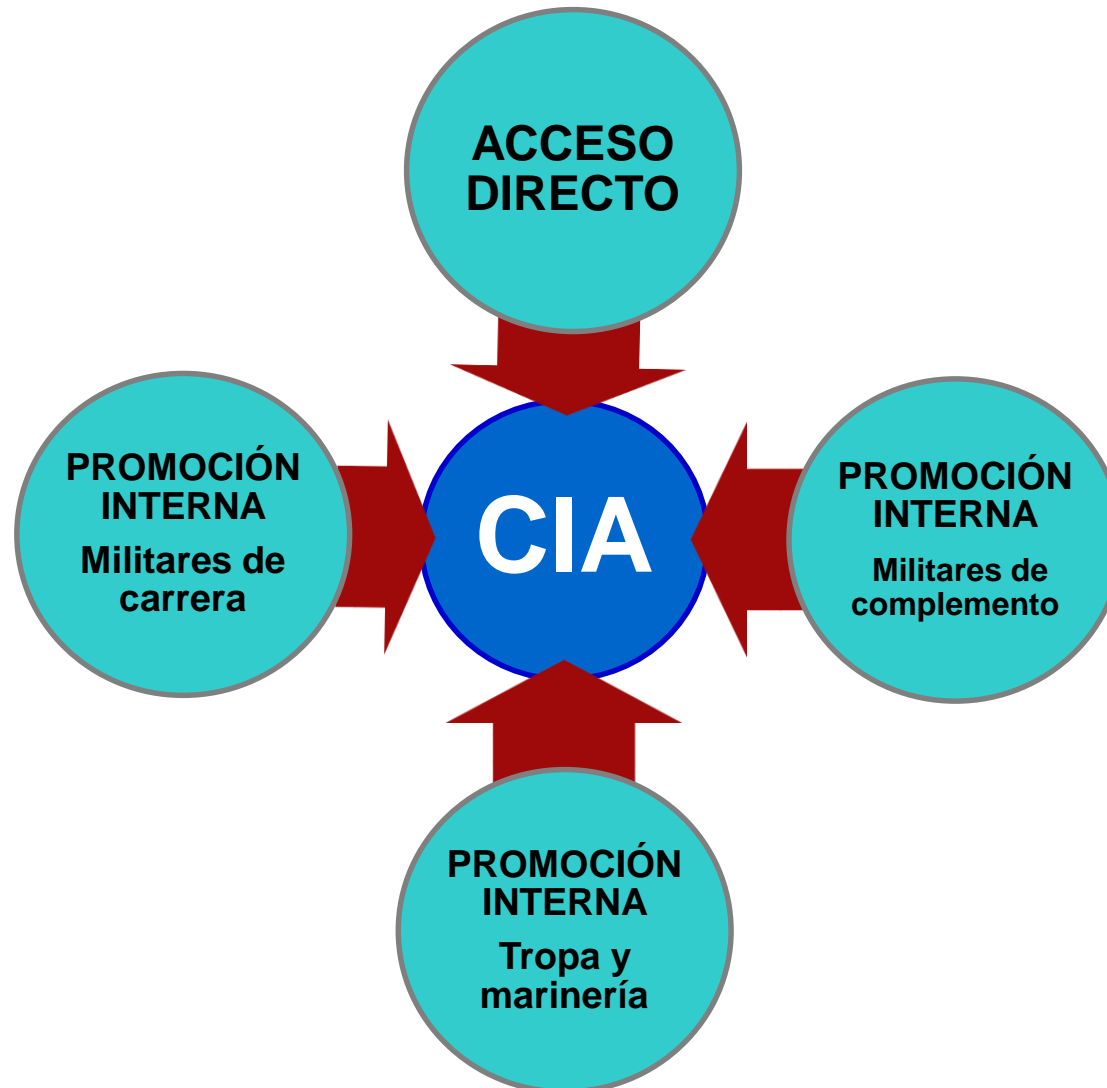 ACCESO
DIRECTO
PROMOCIÓN
INTERNA
Militares de
carrera
CIA
PROMOCIÓN
INTERNA
Militares de
complemento
PROMOCIÓN
INTERNA
Tropa y
marinería